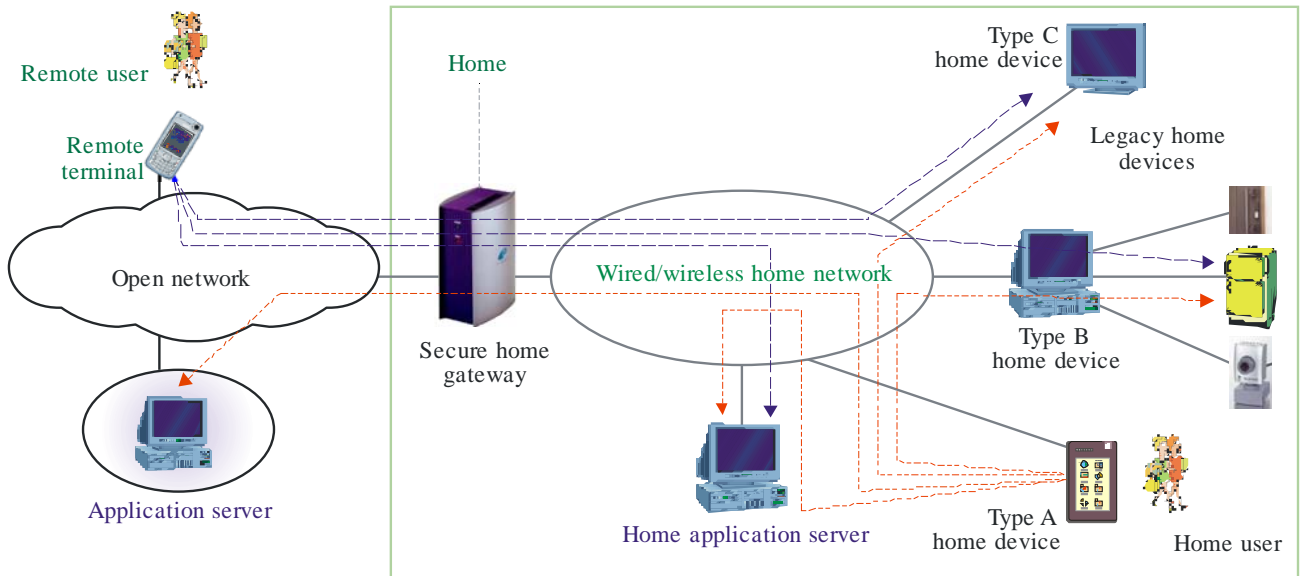 Remote user
Remote
terminal
Open network
Application server
Home
Secure home
gateway
Wired/wireless home network
Home application server
Type C
home device
Legacy home
devices
Type B
home device
Type A
home device
Home user